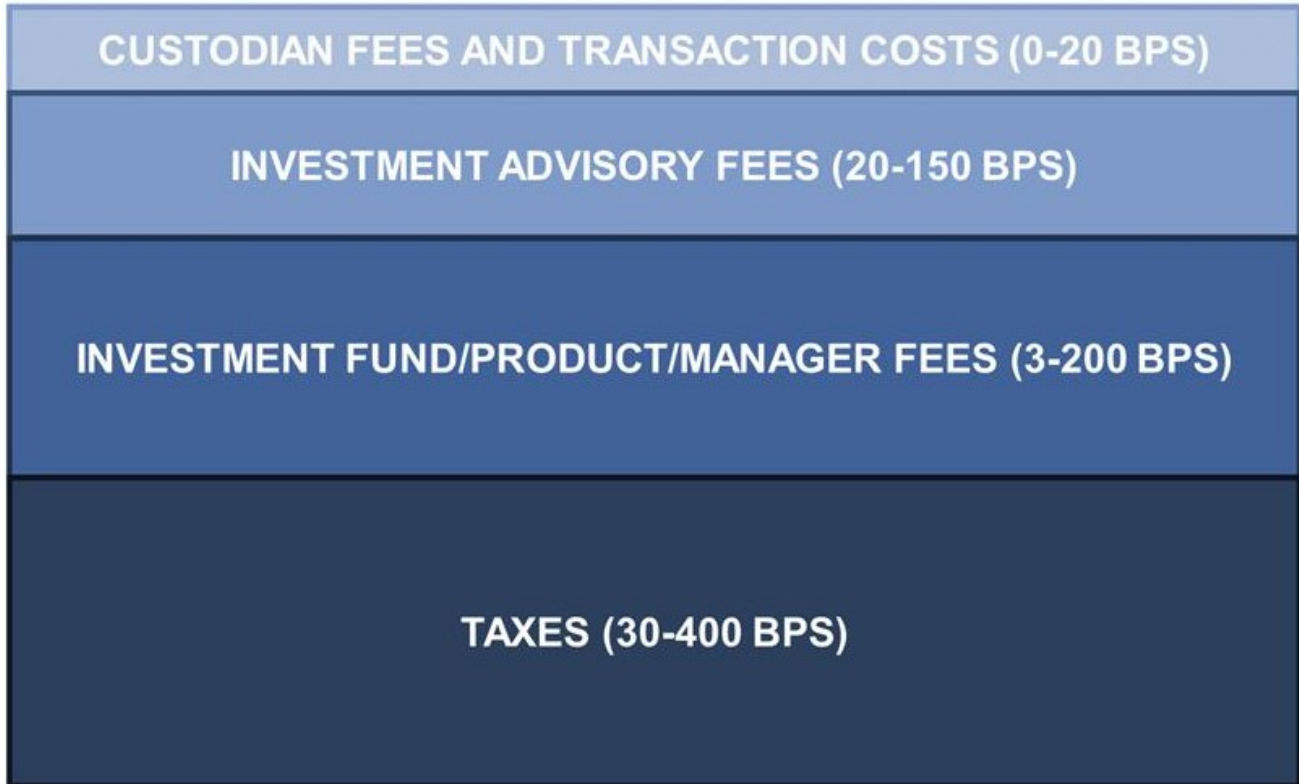 CUSTODIAN FEES AND TRANSACTION COSTS (0-20 BPS)
INVESTMENT ADVISORY FEES (20-150 BPS)
INVESTMENT FUND/PRODUCT/MANAGER FEES (3-200 BPS)
TAXES (30-400 BPS)